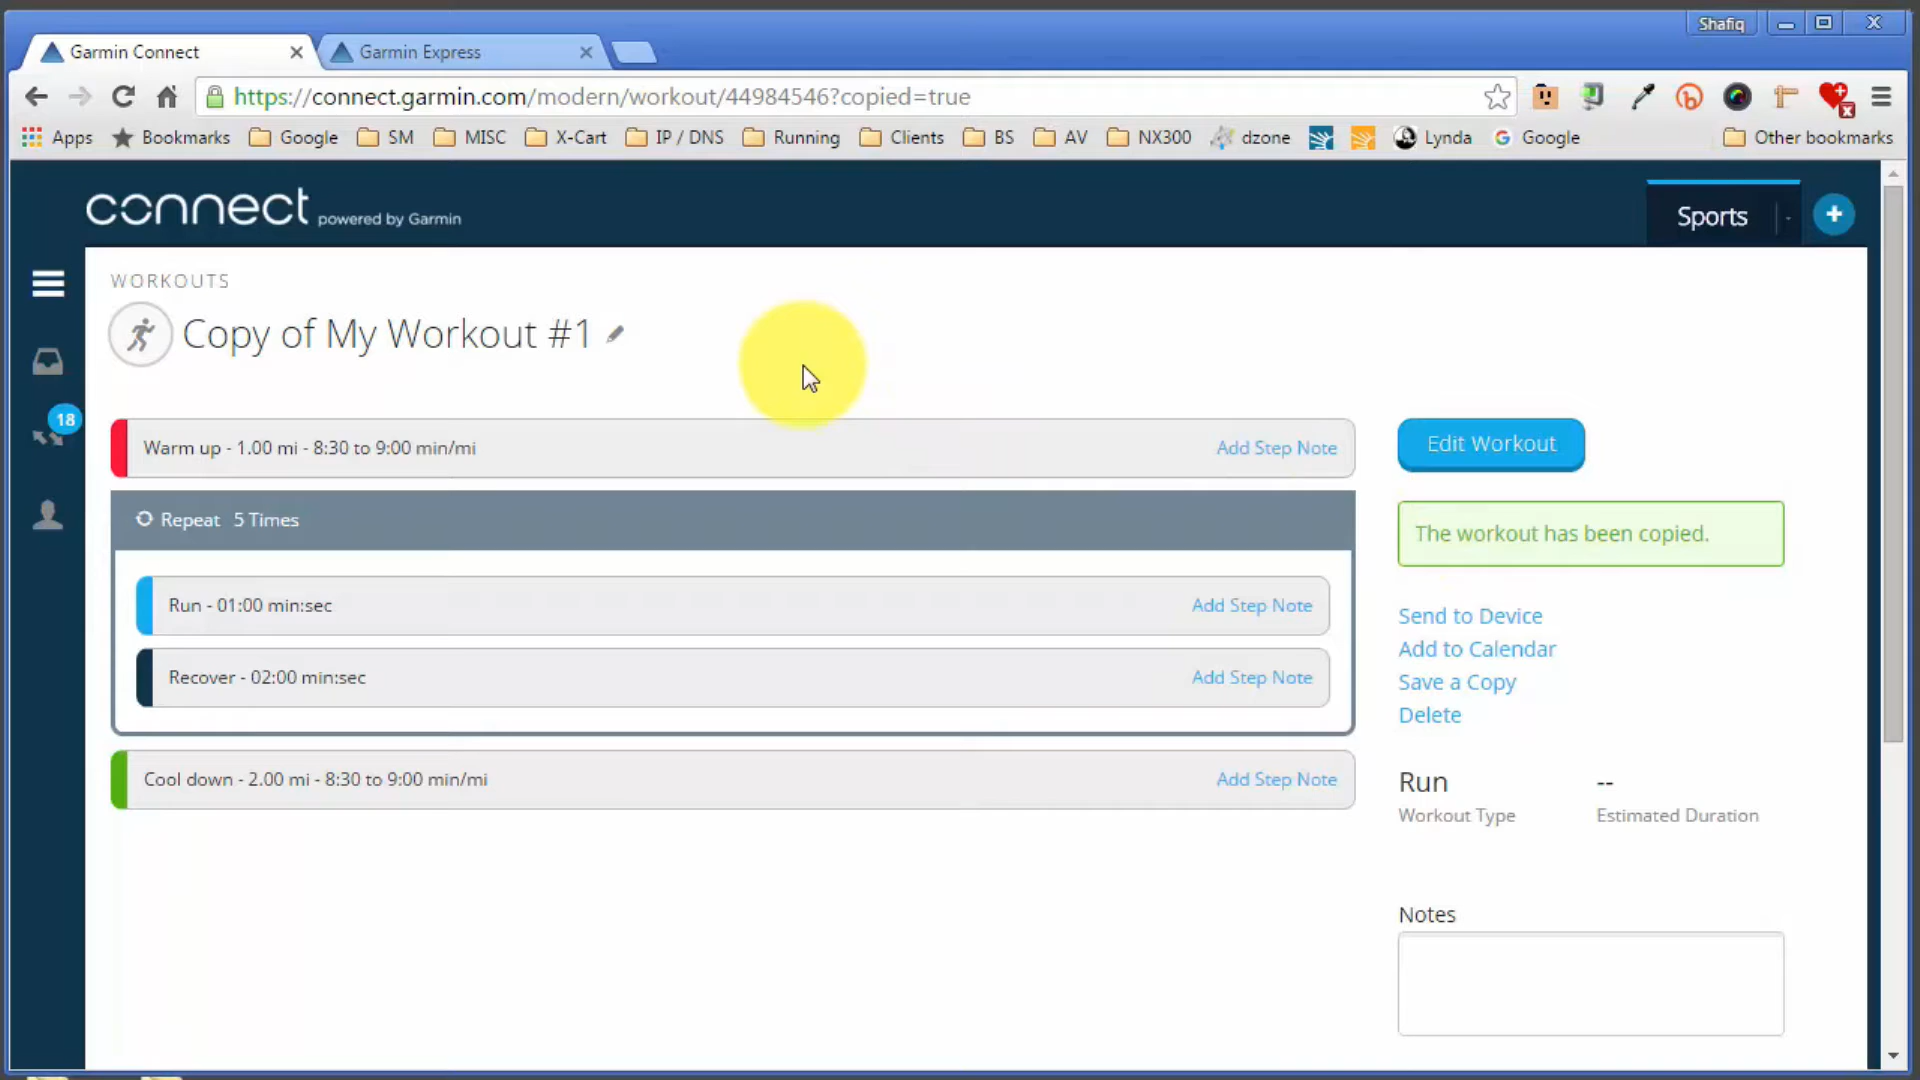 Shafiq
Garmin Connect
Garmin Express
https://connect.garmin.com/modern/workout/44984546?copied=true
Apps Bookmarks Google SM MISC X-Cart IP / DNS Running Clients BS AV NX300 dzone Lynda Google Other bookmarks
connect powered by Garmin
Sports
WORKOUTS
Copy of My Workout #1
18
Warm up - 1.00 mi - 8:30 to 9:00 min/mi Add Step Note
Edit Workout
Repeat 5 Times
The workout has been copied.
Run - 01:00 min:sec Add Step Note
Send to Device
Add to Calendar
Recover - 02:00 min:sec Add Step Note
Save a Copy
Delete
Cool down - 2.00 mi - 8:30 to 9:00 min/mi Add Step Note
Run --
Workout Type Estimated Duration
Notes